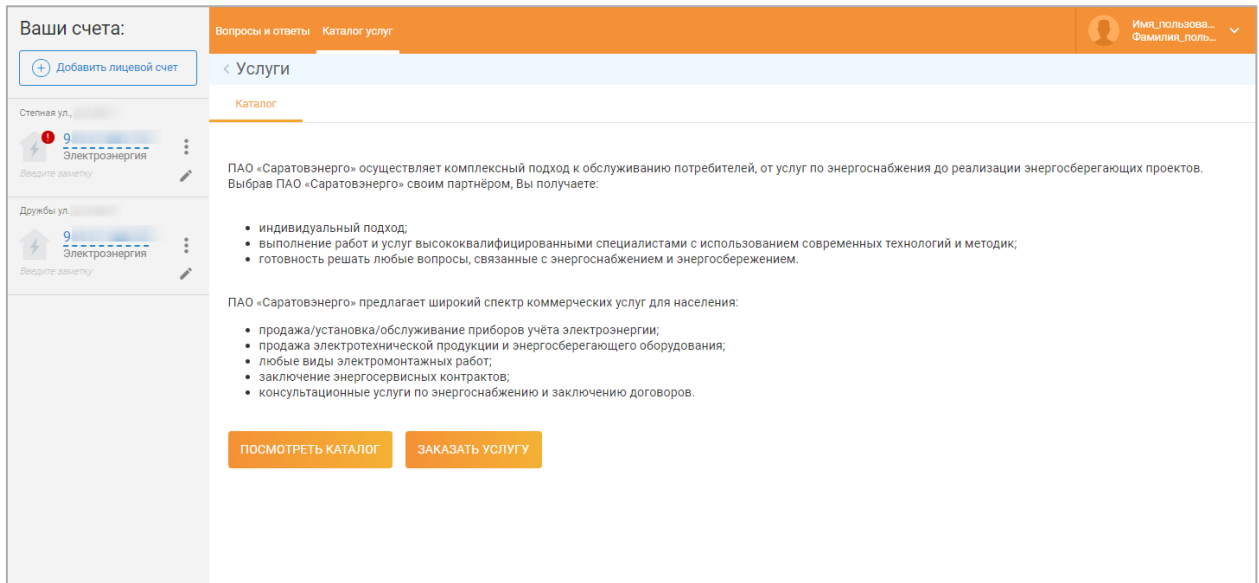 Ваши счета:
Добавить лицевой счет
Степная ул.,
9
Электроэнергия
Введите заметку
Дружбы ул.
9
Электроэнергия
Введите заметку
Вопросы и ответы Каталог услуг
Имя_пользова...
Фамилия_поль...
< Услуги
Каталог
ПАО «Саратовэнерго» осуществляет комплексный подход к обслуживанию потребителей, от услуг по энергоснабжения до реализации энергосберегающих проектов.
Выбрав ПАО «Саратовэнерго» своим партнёром, Вы получаете:
• индивидуальный подход;
• выполнение работ и услуг высококвалифицированными специалистами с использованием современных технологий и методик;
• готовность решать любые вопросы, связанные с энергоснабжением и энергосбережением.
ПАО «Саратовэнерго» предлагает широкий спектр коммерческих услуг для населения:
• продажа/установка/обслуживание приборов учёта электроэнергии;
• продажа электротехнической продукции и энергосберегающего оборудования;
• любые виды электромонтажных работ;
• заключение энергосервисных контрактов;
• консультационные услуги по энергоснабжению и заключению договоров.
ПОСМОТРЕТЬ КАТАЛОГ ЗАКАЗАТЬ УСЛУГУ